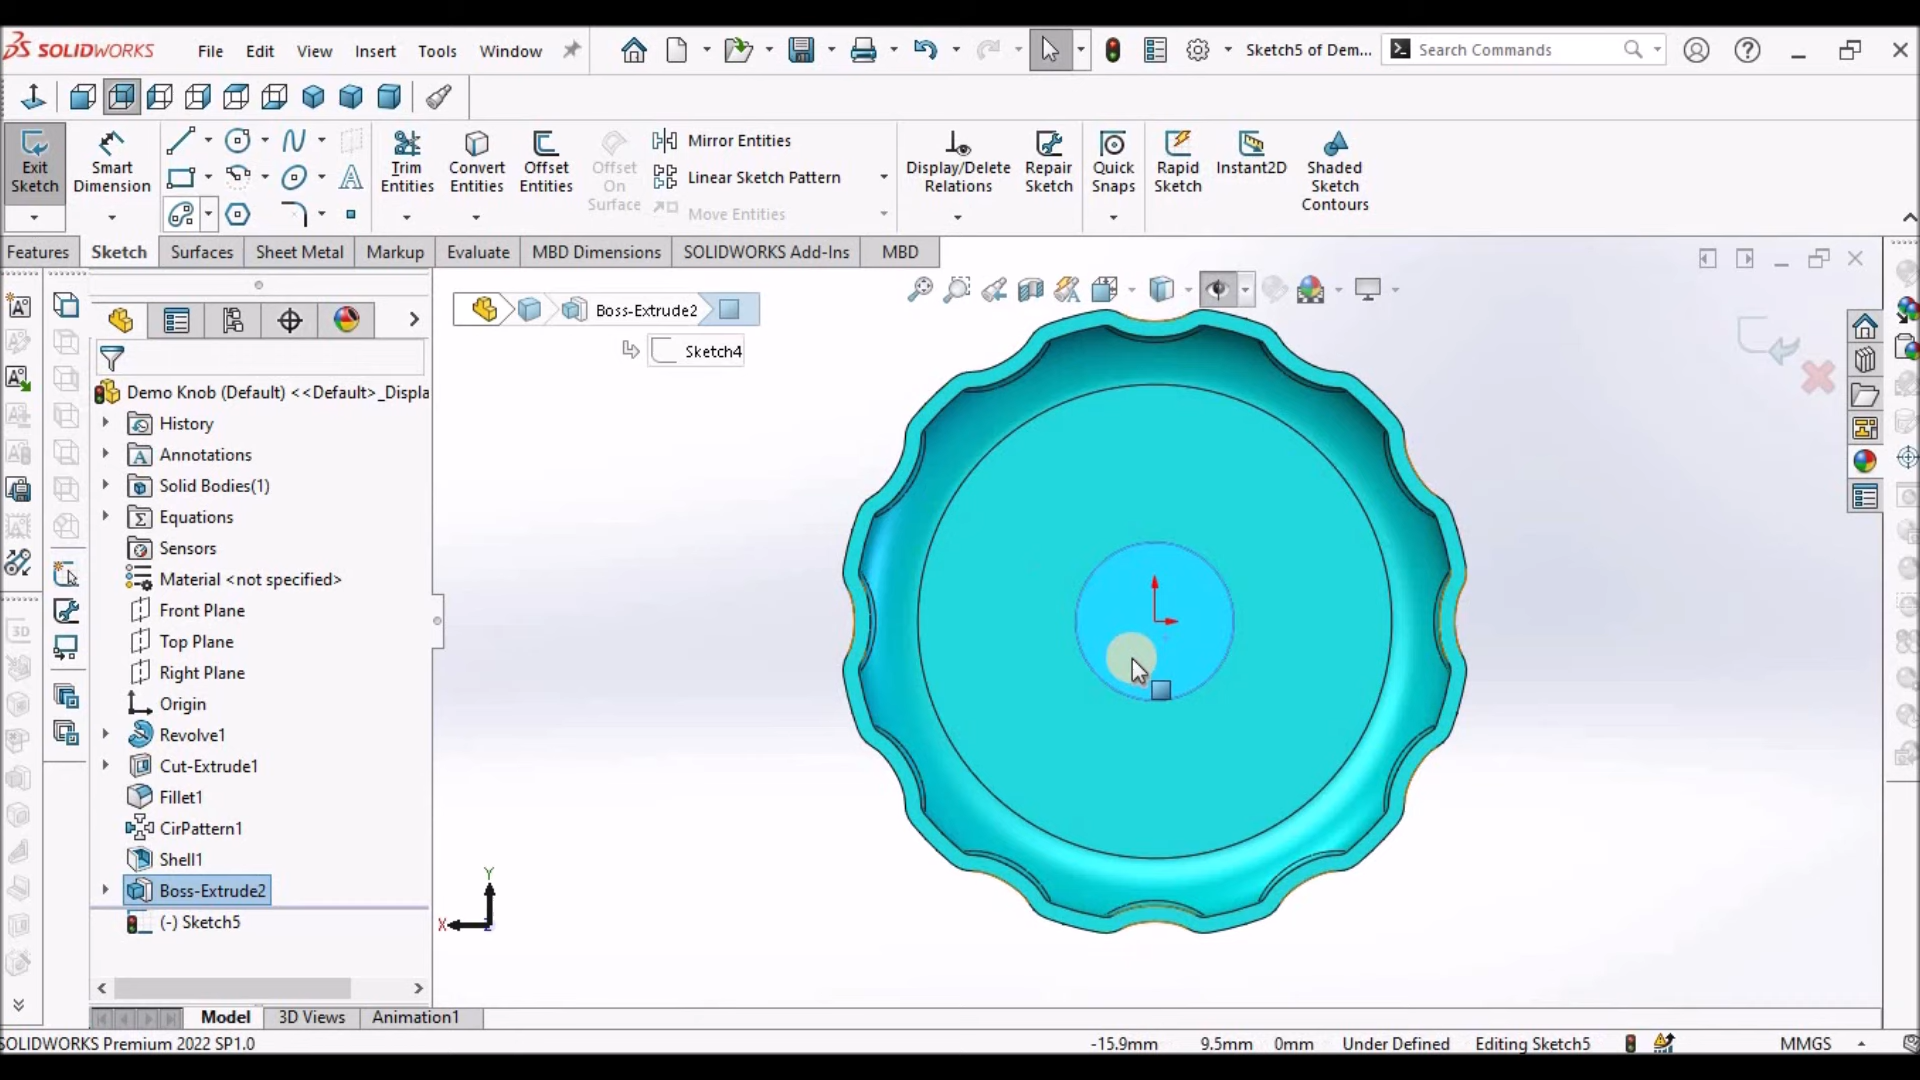 SOLIDWORKS File Edit View Insert Tools Window Sketch5 of Dem... Search Commands
Exit Sketch
Smart Dimension
Trim Entities
Convert Entities
Offset Entities
Offset On Surface
Mirror Entities
Linear Sketch Pattern
Move Entities
Display/Delete Relations
Repair Sketch
Quick Snaps
Rapid Sketch
Instant2D
Shaded Sketch Contours
Features Sketch Surfaces Sheet Metal Markup Evaluate MBD Dimensions SOLIDWORKS Add-Ins MBD
Boss-Extrude2
Sketch4
Demo Knob (Default) <<Default>_Displa
History
Annotations
Solid Bodies(1)
Equations
Sensors
Material <not specified>
Front Plane
Top Plane
Right Plane
Origin
Revolve1
Cut-Extrude1
Fillet1
CirPattern1
Shell1
Boss-Extrude2
(-) Sketch5
Y
X
Z
Model 3D Views Animation1
SOLIDWORKS Premium 2022 SP1.0 -15.9mm 9.5mm 0mm Under Defined Editing Sketch5 MMGS